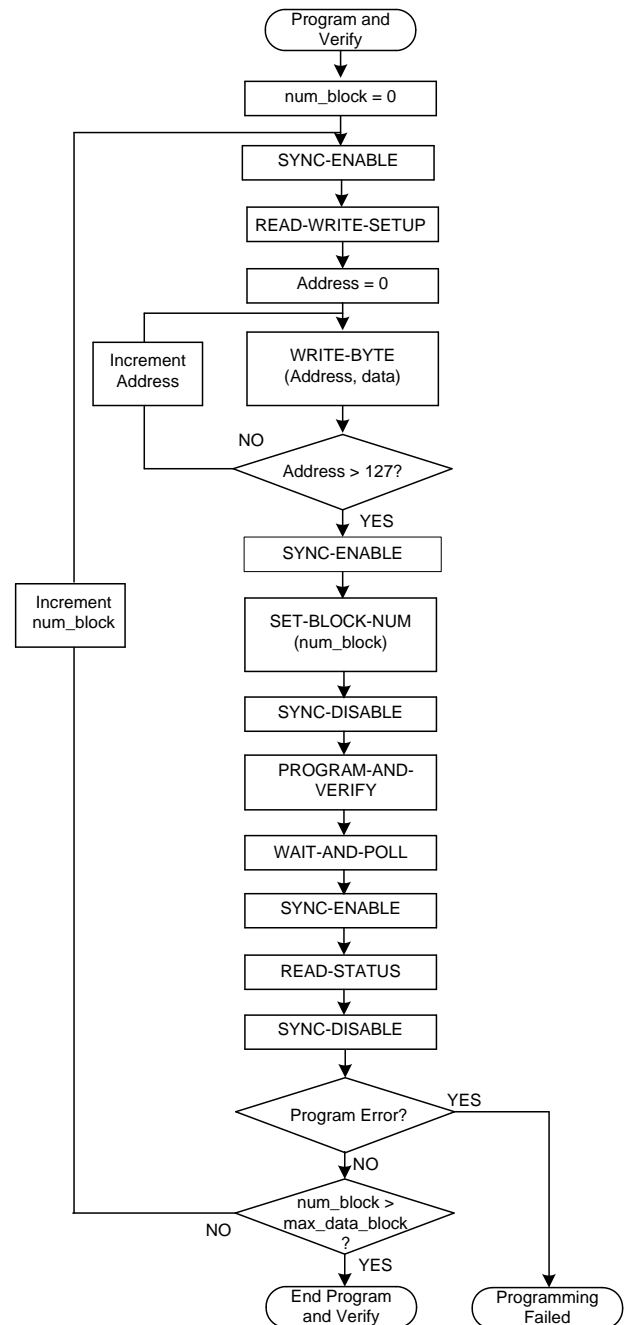 Program and
Verify
num_block = 0
SYNC-ENABLE
READ-WRITE-SETUP
Address = 0
Increment
Address
WRITE-BYTE
(Address, data)
NO
Address > 127?
YES
SYNC-ENABLE
Increment
num_block
SET-BLOCK-NUM
(num_block)
SYNC-DISABLE
PROGRAM-AND-
VERIFY
WAIT-AND-POLL
SYNC-ENABLE
READ-STATUS
SYNC-DISABLE
YES
Program Error?
NO
num_block >
max_data_block
?
NO
YES
End Program
and Verify
Programming
Failed